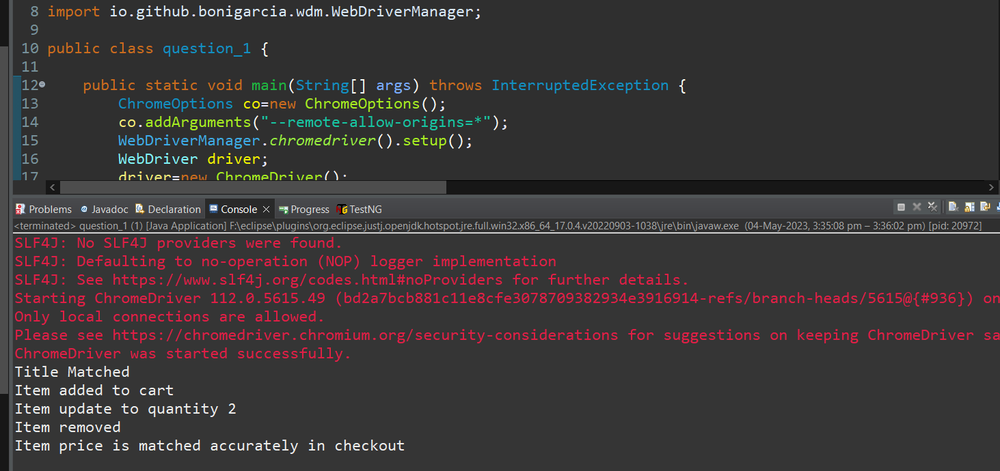 8 import io.github.bonigarcia.wdm.WebDriverManager;
9
10 public class question_1 {
11
12 public static void main(String[] args) throws InterruptedException {
13 ChromeOptions co=new ChromeOptions();
14 co.addArguments("--remote-allow-origins=*");
15 WebDriverManager.chromedriver().setup();
16 WebDriver driver;
17 driver=new ChromeDriver();
Problems @ Javadoc Declaration Console Progress TestNG
<terminated> question_1 (1) [Java Application] F:\eclipse\plugins\org.eclipse.justj.openjdk.hotspot.jre.full.win32.x86_64_17.0.4.v20220903-1038\jre\bin\javaw.exe (04-May-2023, 3:35:08 pm – 3:36:02 pm) [pid: 20972]
SLF4J: No SLF4J providers were found.
SLF4J: Defaulting to no-operation (NOP) logger implementation
SLF4J: See https://www.slf4j.org/codes.html#noProviders for further details.
Starting ChromeDriver 112.0.5615.49 (bd2a7bcb881c11e8cfe3078709382934e3916914-refs/branch-heads/5615@{#936}) on
Only local connections are allowed.
Please see https://chromedriver.chromium.org/security-considerations for suggestions on keeping ChromeDriver sa
ChromeDriver was started successfully.
Title Matched
Item added to cart
Item update to quantity 2
Item removed
Item price is matched accurately in checkout